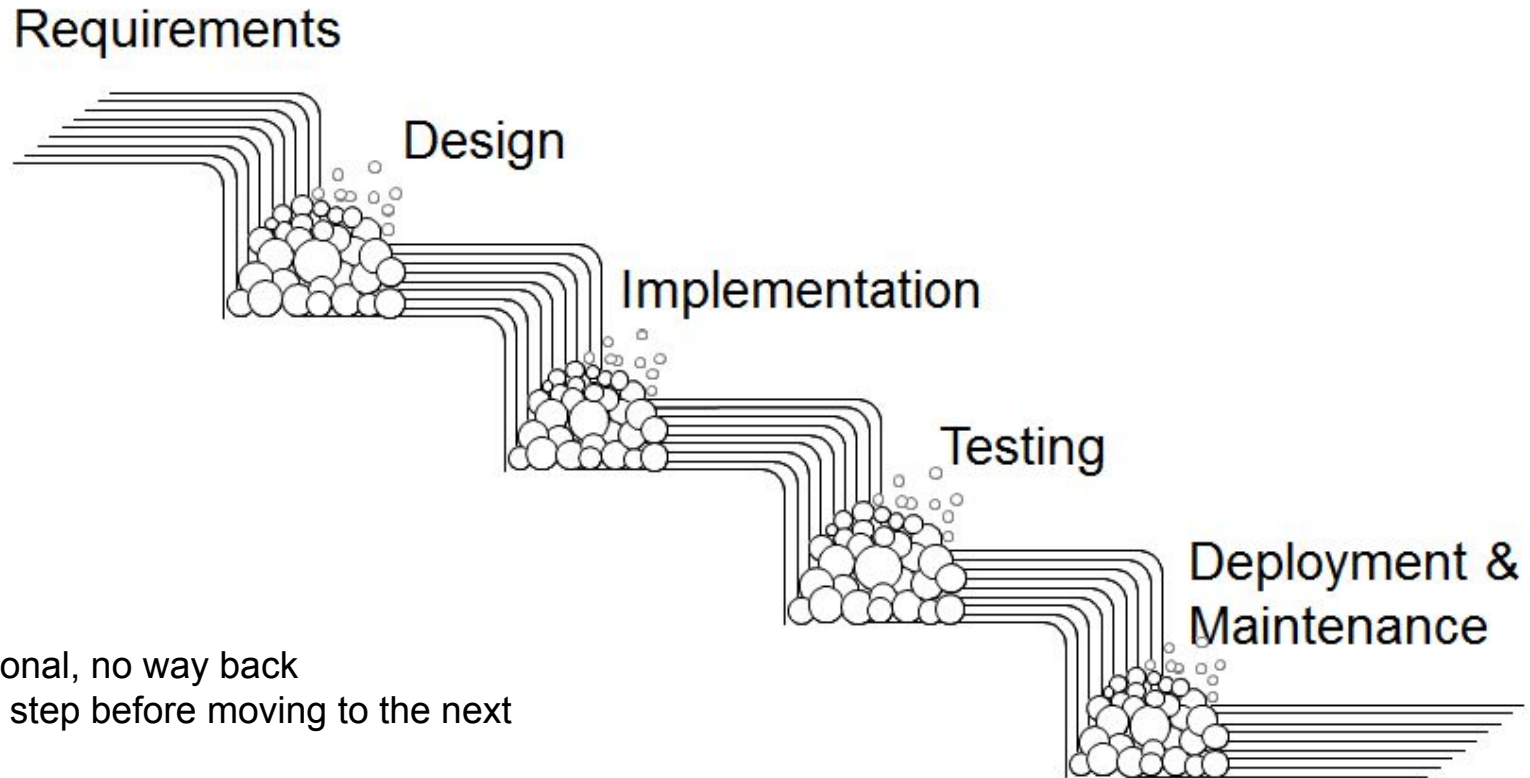 Requirements
Design
Implementation
Testing
Deployment &
Maintenance
onal, no way back
step before moving to the next